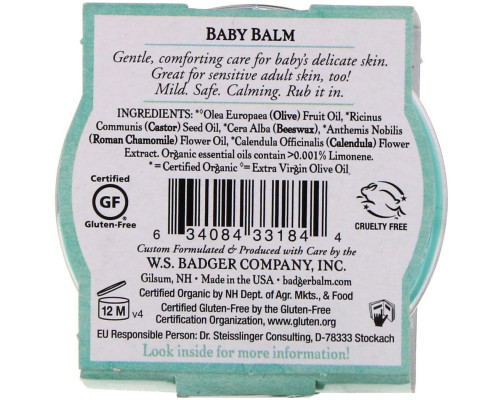 BABY BALM
Gentle, comforting care for baby's delicate skin.
Great for sensitive adult skin, too!
Mild. Safe. Calming. Rub it in.
INGREDIENTS: *◊Olea Europaea (Olive) Fruit Oil, *Ricinus
Communis (Castor) Seed Oil, *Cera Alba (Beeswax), *Anthemis Nobilis
(Roman Chamomile) Flower Oil, *Calendula Officinalis (Calendula) Flower
Extract. Organic essential oils contain >0.001% Limonene.
* = Certified Organic ◊= Extra Virgin Olive Oil
Certified
GF
Gluten-Free
6 34084 33184 4
CRUELTY FREE
Custom Formulated & Produced with Care by the
W.S. BADGER COMPANY, INC.
Gilsum, NH • Made in the USA • badgerbalm.com
Certified Organic by NH Dept. of Agr. Mkts., & Food
Certified Gluten-Free by the Gluten-Free
Certification Organization, www.gluten.org
12 M v4
EU Responsible Person: Dr. Steisslinger Consulting, D-78333 Stockach
Look inside for more information!